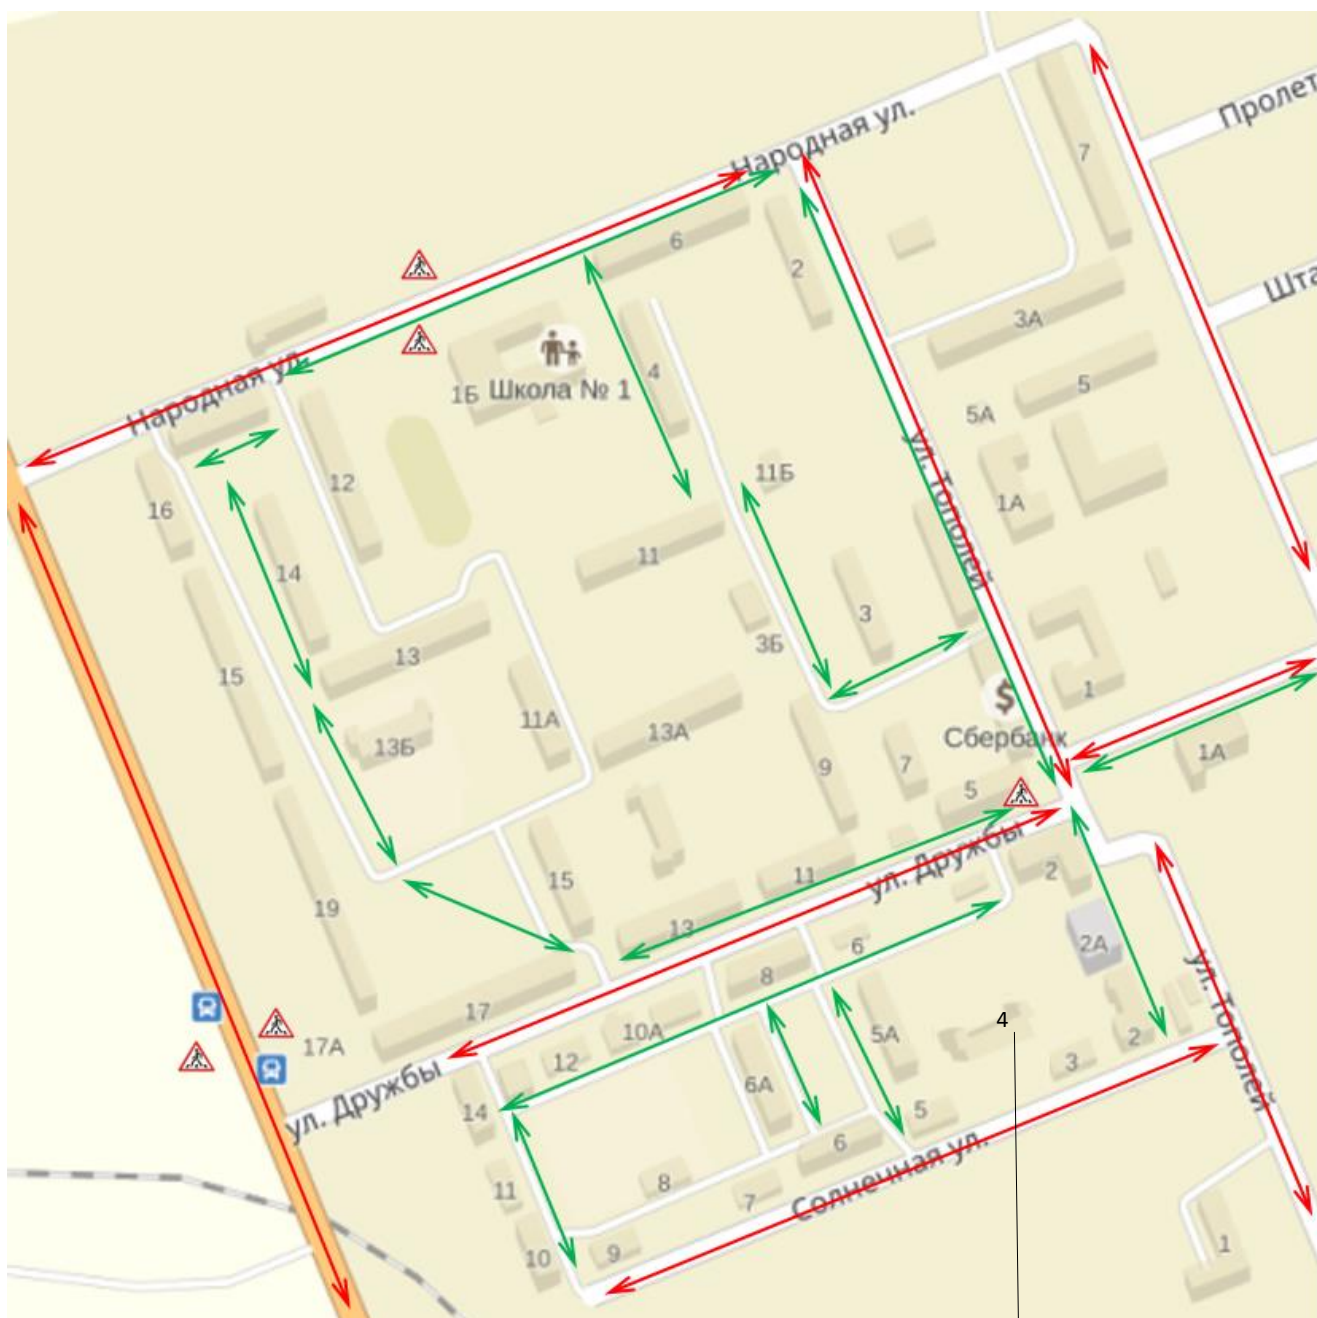 Народная ул.
Пролет
7
6
2
Шта
3А
4
5
1Б
Школа № 1
5А
Народная ул.
12
11Б
16
1А
ул. Тополей
11
14
3
3Б
13
15
1
11А
13А
$
13Б
Сбербанк
9
7
1А
5
ул. Дружбы
11
2
15
19
13
2А
6
8
ул. Тополей
17
10А
4
5А
17А
2
12
3
6А
14
ул. Дружбы
5
6
11
8
7
Солнечная ул.
10
9
1